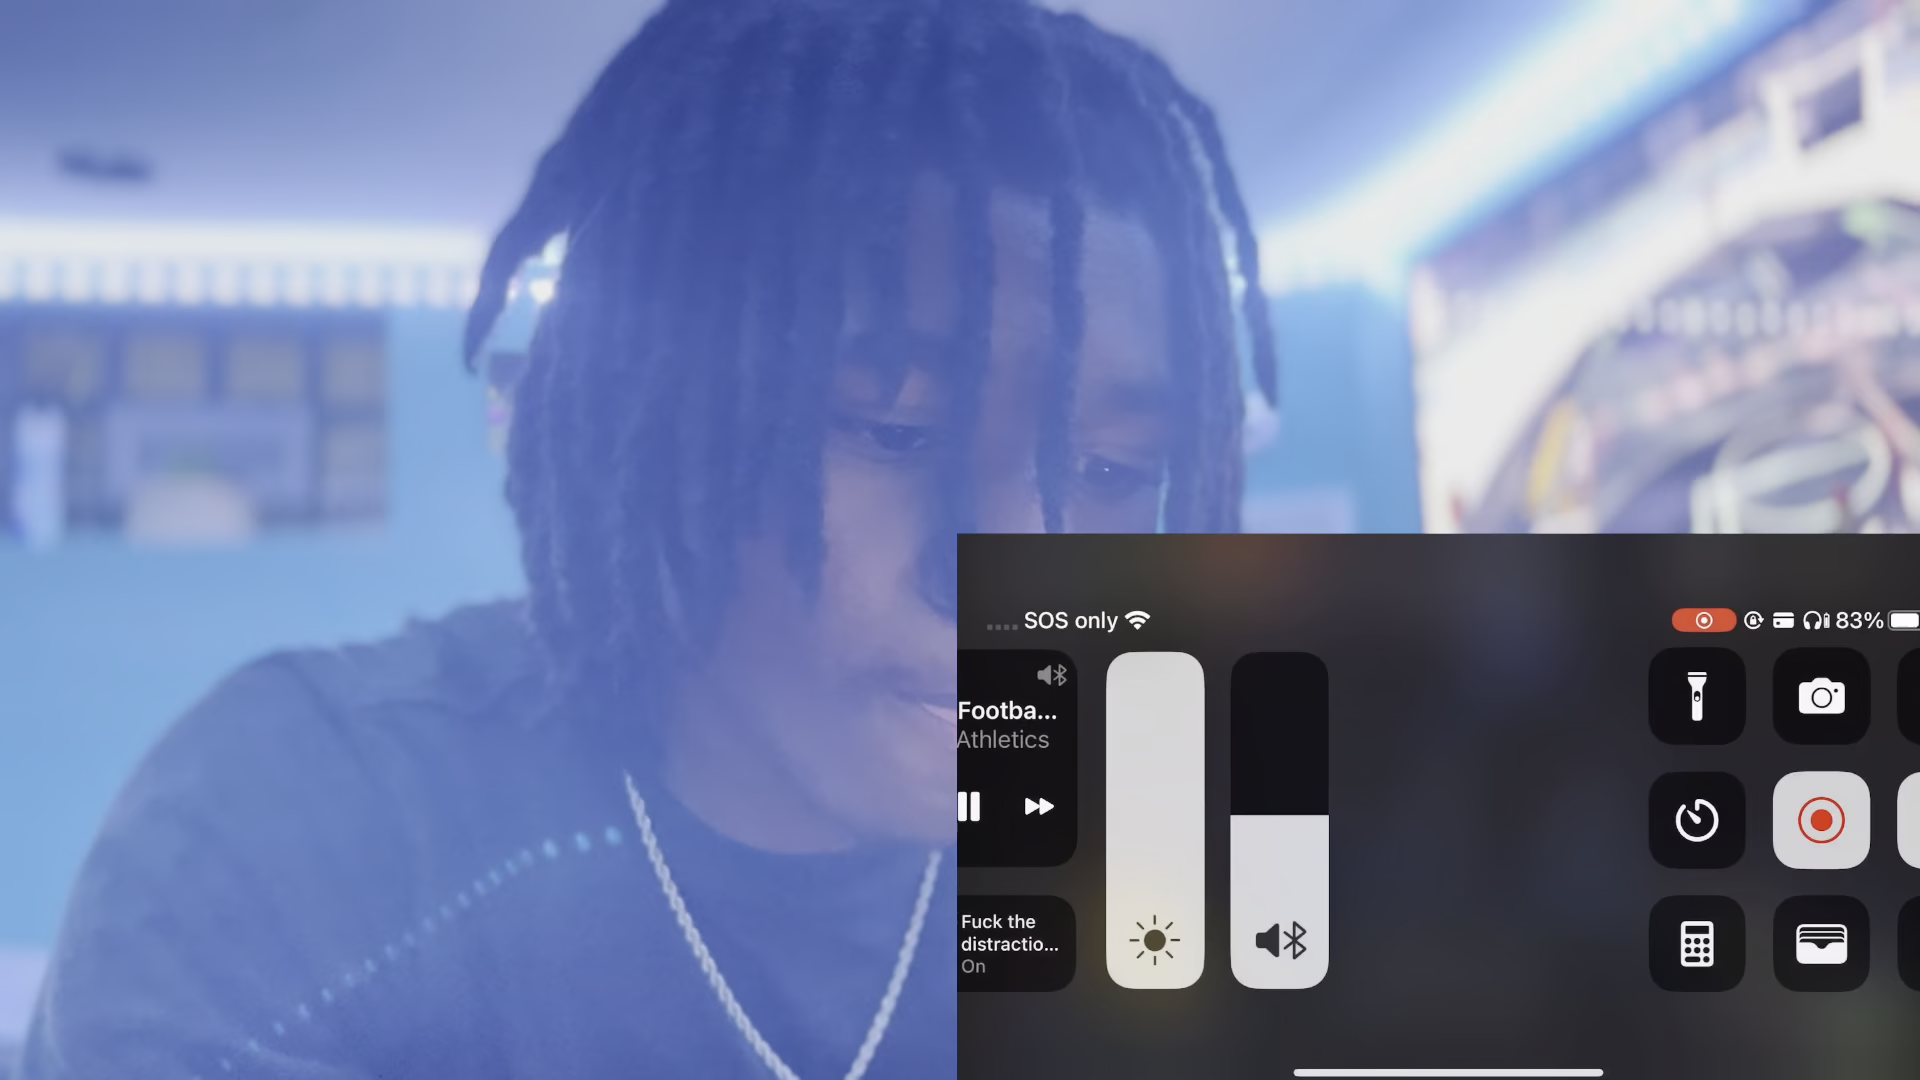 SOS only
83%
Footba...
Athletics
Fuck the
distractio...
On